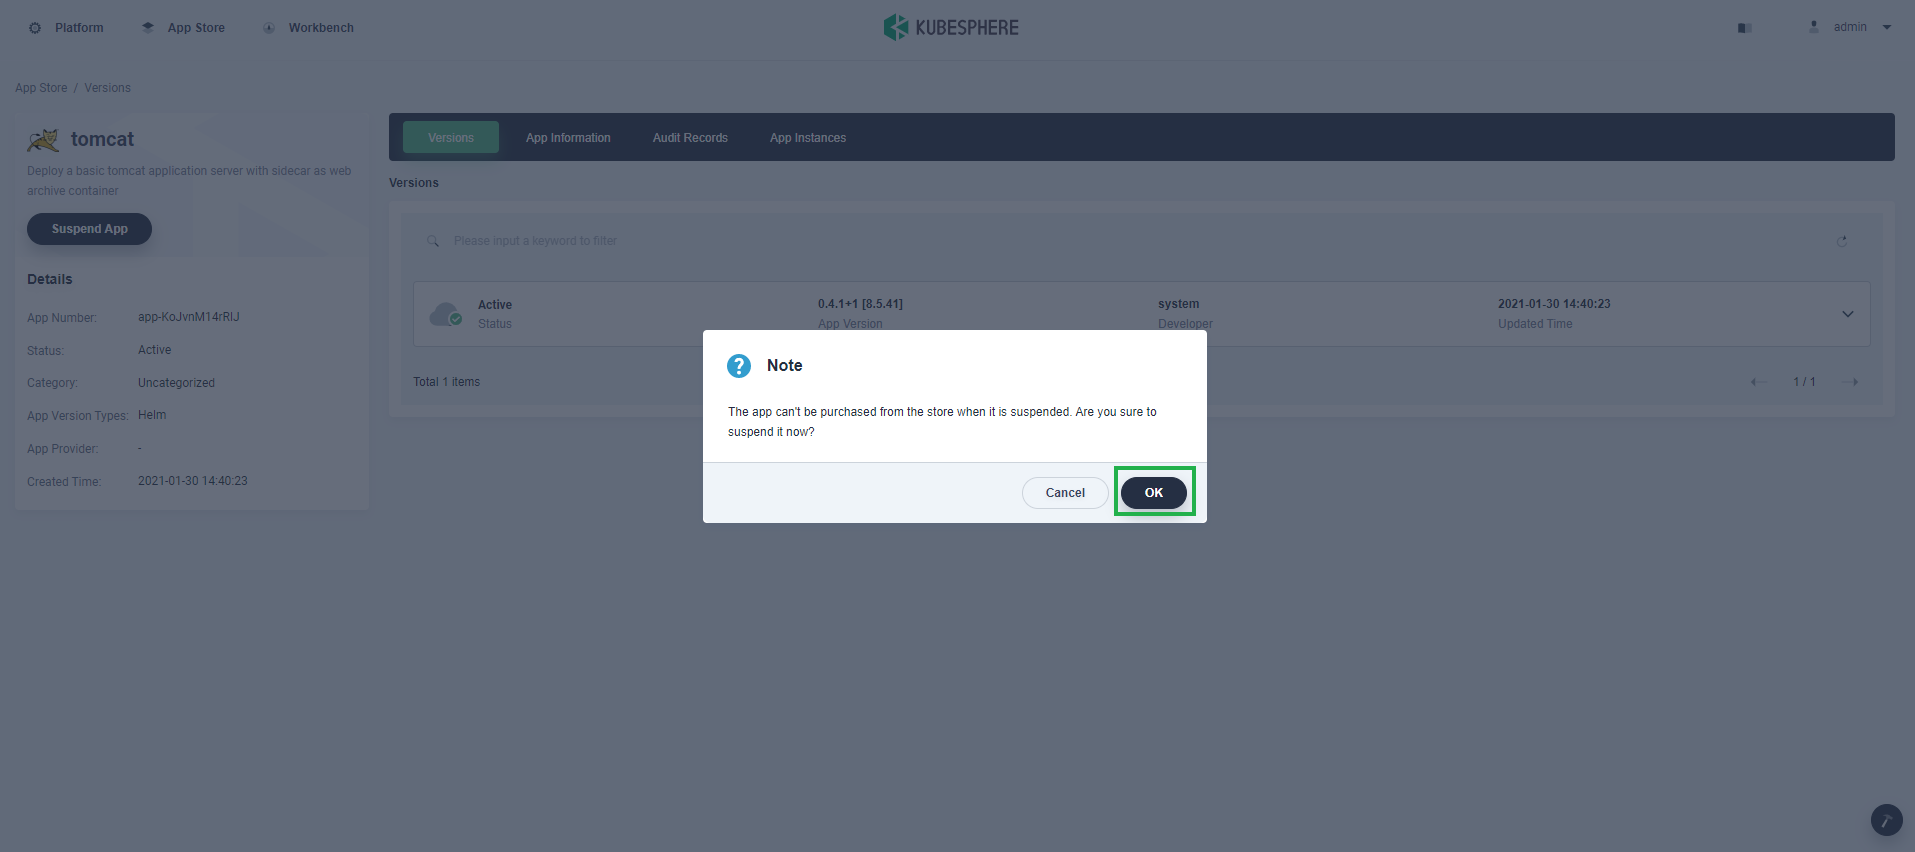 Platform
App Store
Workbench
KUBESPHERE
admin
App Store / Versions
tomcat
Deploy a basic tomcat application server with sidecar as web
archive container
Suspend App
Details
App Number: app-KoJvnM14rRIJ
Status: Active
Category: Uncategorized
App Version Types: Helm
App Provider: -
Created Time: 2021-01-30 14:40:23
Versions
App Information
Audit Records
App Instances
Versions
Please input a keyword to filter
Active
Status
0.4.1+1 [8.5.41]
App Version
system
Developer
2021-01-30 14:40:23
Updated Time
Total 1 items
1 / 1
Note
The app can't be purchased from the store when it is suspended. Are you sure to
suspend it now?
Cancel
OK